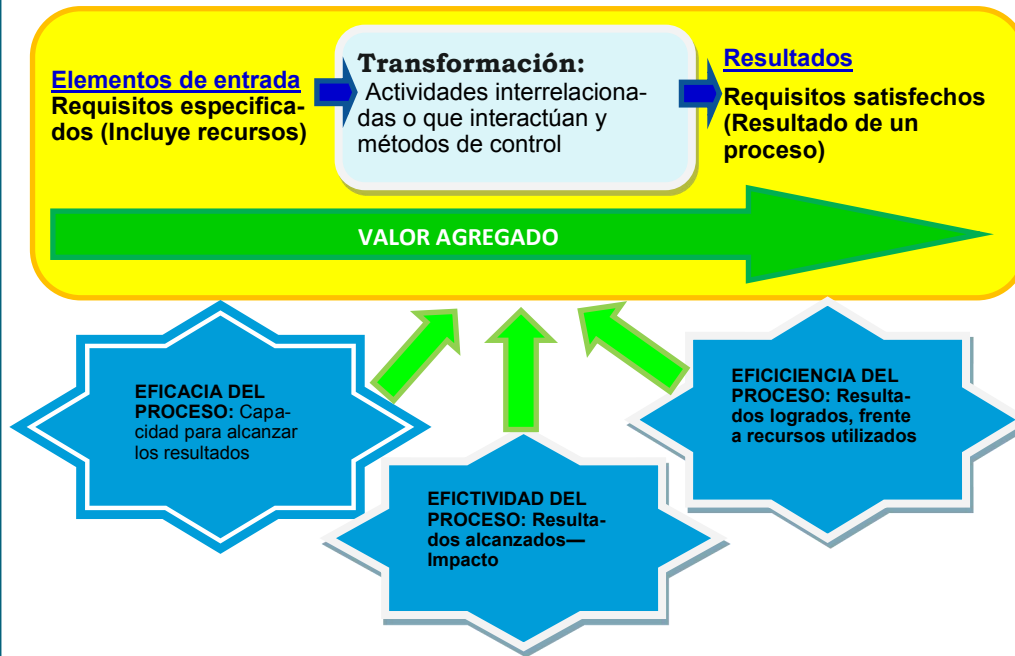 Elementos de entrada
Requisitos especifica-
dos (Incluye recursos)
Transformación:
Actividades interrelaciona-
das o que interactúan y
métodos de control
Resultados
Requisitos satisfechos
(Resultado de un
proceso)
VALOR AGREGADO
EFICACIA DEL
PROCESO: Capa-
cidad para alcanzar
los resultados
EFICTIVIDAD DEL
PROCESO: Resulta-
dos alcanzados—
Impacto
EFICICIENCIA DEL
PROCESO: Resulta-
dos logrados, frente
a recursos utilizados